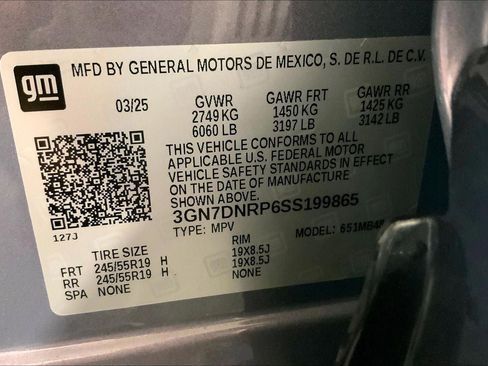 gm
MFD BY GENERAL MOTORS DE MEXICO, S. DE R.L. DE C.V.
03/25 GVWR GAWR FRT GAWR RR
2749 KG 1450 KG 1425 KG
6060 LB 3197 LB 3142 LB
THIS VEHICLE CONFORMS TO ALL
APPLICABLE U.S. FEDERAL MOTOR
VEHICLE SAFETY STANDARDS IN EFFECT
ON THE DATE OF MANUFACTURE
SHOWN ABOVE.
3GN7DNRP6SS199865
127J TYPE: MPV MODEL:
TIRE SIZE RIM
FRT 245/55R19 H 19X8.5J
RR 245/55R19 H 19X8.5J
SPA NONE NONE